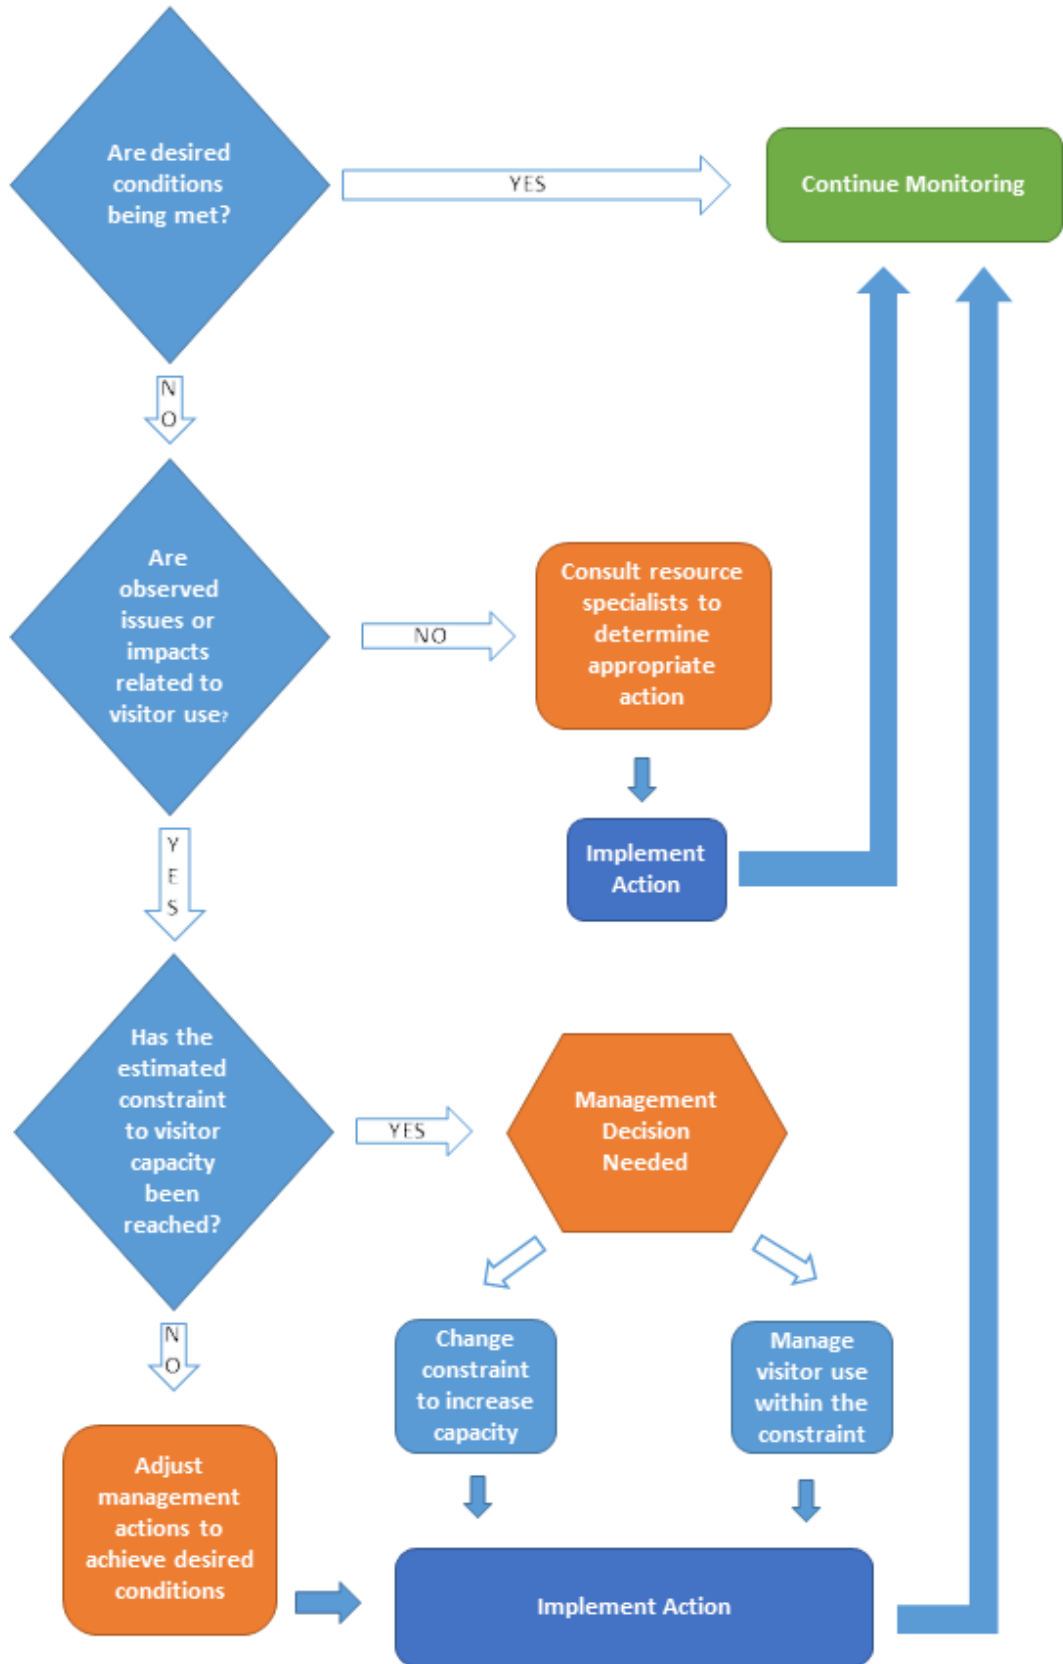 Are desired
conditions
being met?
YES
Continue Monitoring
N
O
Are
observed
issues or
impacts
related to
visitor use?
NO
Consult resource
specialists to
determine
appropriate
action
Implement
Action
Y
E
S
Has the
estimated
constraint
to visitor
capacity
been
reached?
YES
Management
Decision
Needed
N
O
Change
constraint
to increase
capacity
Manage
visitor use
within the
constraint
Adjust
management
actions to
achieve desired
conditions
Implement Action